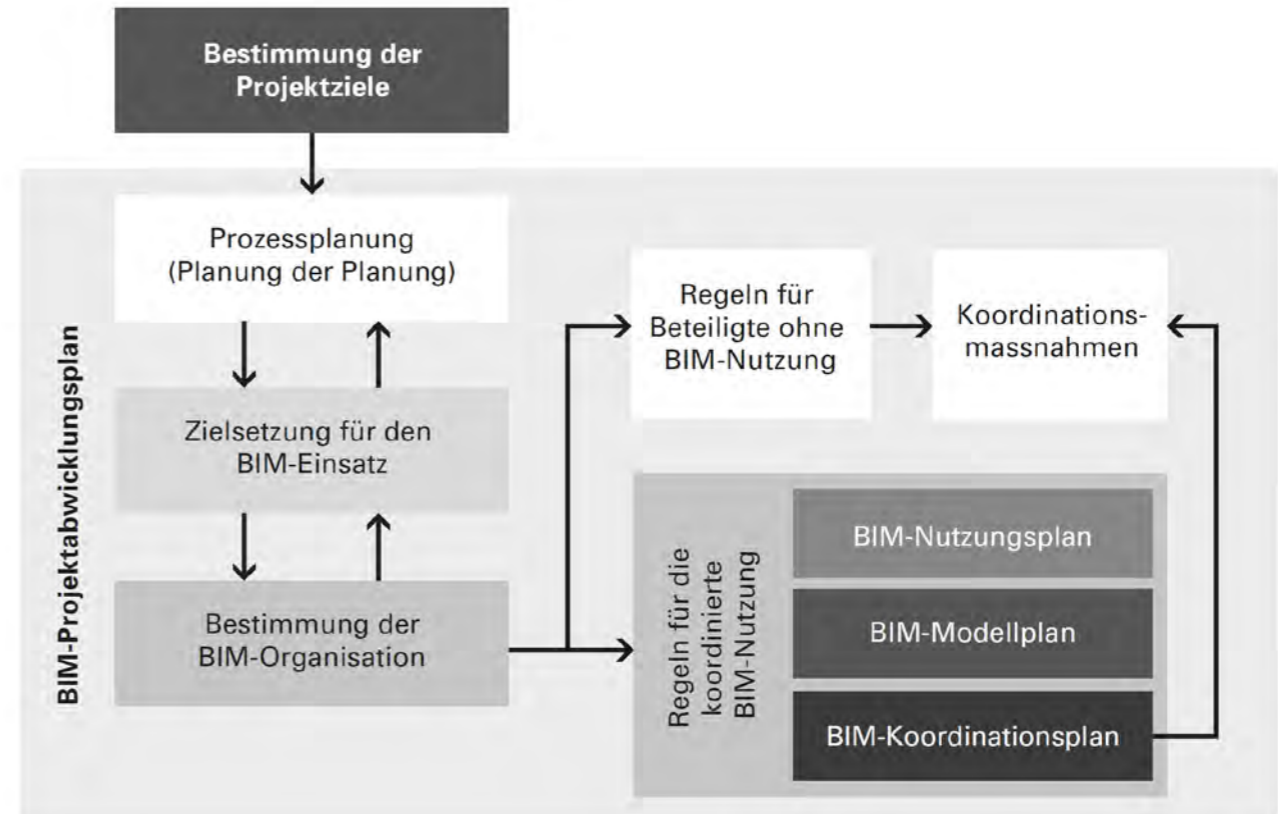 Bestimmung der
Projektziele
BIM-Projektabwicklungsplan
Prozessplanung
(Planung der Planung)
Zielsetzung für den
BIM-Einsatz
Bestimmung der
BIM-Organisation
Regeln für
Beteiligte ohne
BIM-Nutzung
Koordinations-
massnahmen
Regeln für die
koordinierte
BIM-Nutzung
BIM-Nutzungsplan
BIM-Modellplan
BIM-Koordinationsplan